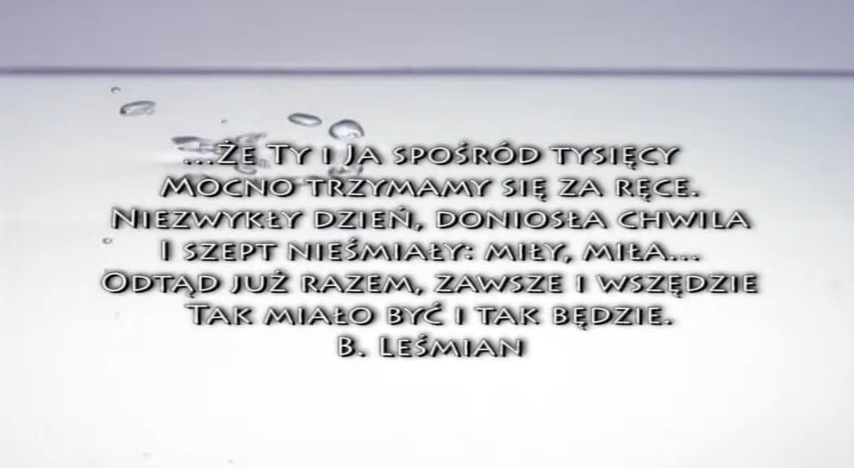 ...Że Ty i Ja spośród tysięcy
Mocno trzymamy się za ręce.
Niezwykły dzień, doniosła chwila
I szept nieśmiały: miły, miła...
Odtąd już razem, zawsze i wszędzie
Tak miało być i tak będzie.
B. Leśmian